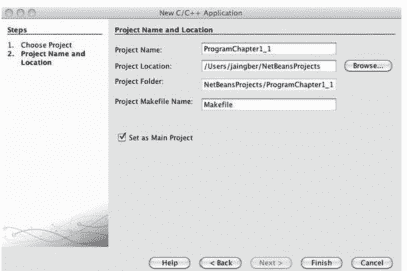 New C/C++ Application
Steps
1. Choose Project
2. Project Name and
Location
Project Name and Location
Project Name: ProgramChapter1_1
Project Location: /Users/jaingber/NetBeansProjects Browse...
Project Folder: NetBeansProjects/ProgramChapter1_1
Project Makefile Name: Makefile
Set as Main Project
Help < Back Next > Finish Cancel